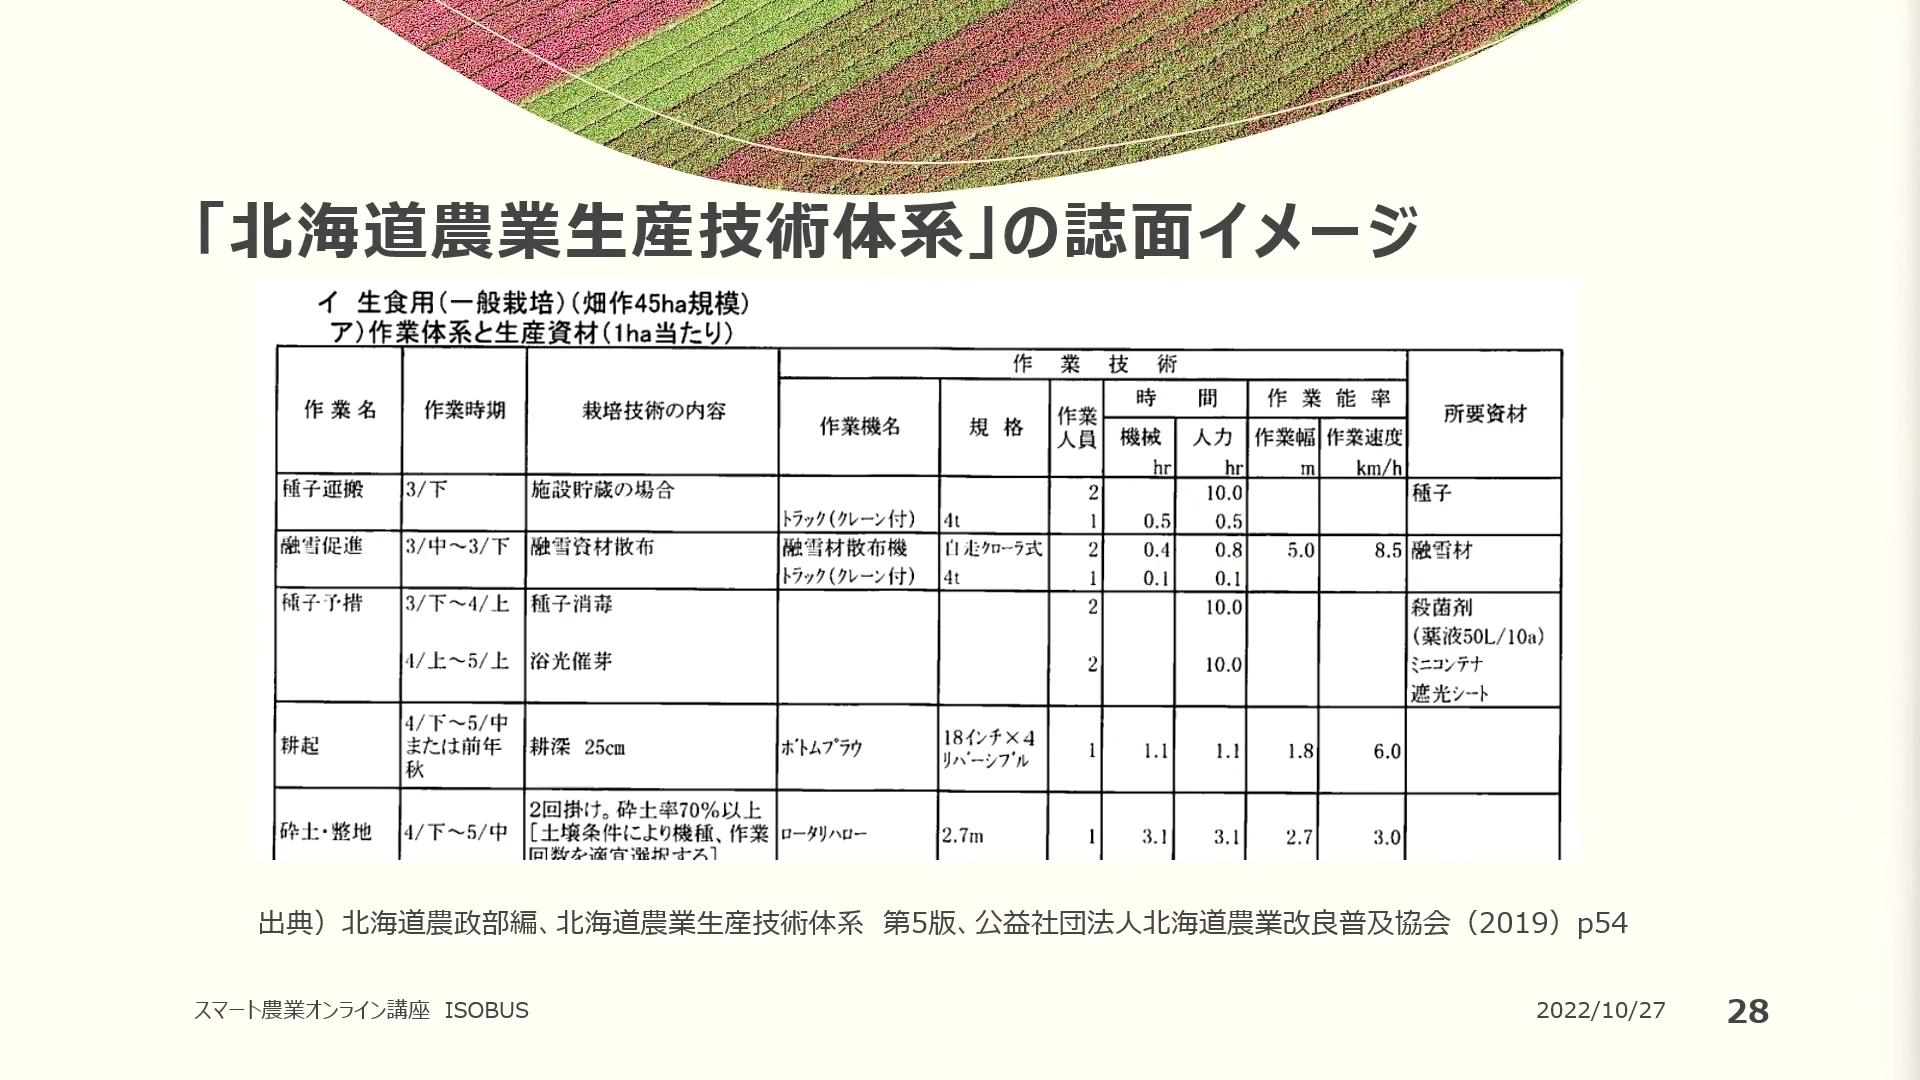 「北海道農業生産技術体系」の誌面イメージ
イ 生食用(一般栽培)(畑作45ha規模)
ア)作業体系と生産資材(1ha当たり)
作業名 作業時期 栽培技術の内容 作業技術 所要資材
作業機名 規格 作業人員 時間 作業能率
機械 hr 人力 hr 作業幅 m 作業速度 km/h
種子運搬 3/下 施設貯蔵の場合 2 10.0 種子
トラック(クレーン付) 4t 1 0.5 0.5
融雪促進 3/中～3/下 融雪資材散布 融雪材散布機 自走クローラ式 2 0.4 0.8 5.0 8.5 融雪材
トラック(クレーン付) 4t 1 0.1 0.1
種子予措 3/下～4/上 種子消毒 2 10.0 殺菌剤
(薬液50L/10a)
4/上～5/上 浴光催芽 2 10.0 ミニコンテナ
遮光シート
耕起 4/下～5/中または前年秋 耕深 25cm ボトムプラウ 18インチ×4 リバーシブル 1 1.1 1.1 1.8 6.0
砕土・整地 4/下～5/中 2回掛け。砕土率70%以上 ロータリハロー 2.7m 1 3.1 3.1 2.7 3.0
[土壌条件により機種、作業
回数を適宜選択する]
出典）北海道農政部編、北海道農業生産技術体系 第5版、公益社団法人北海道農業改良普及協会（2019）p54
スマート農業オンライン講座 ISOBUS
2022/10/27
28